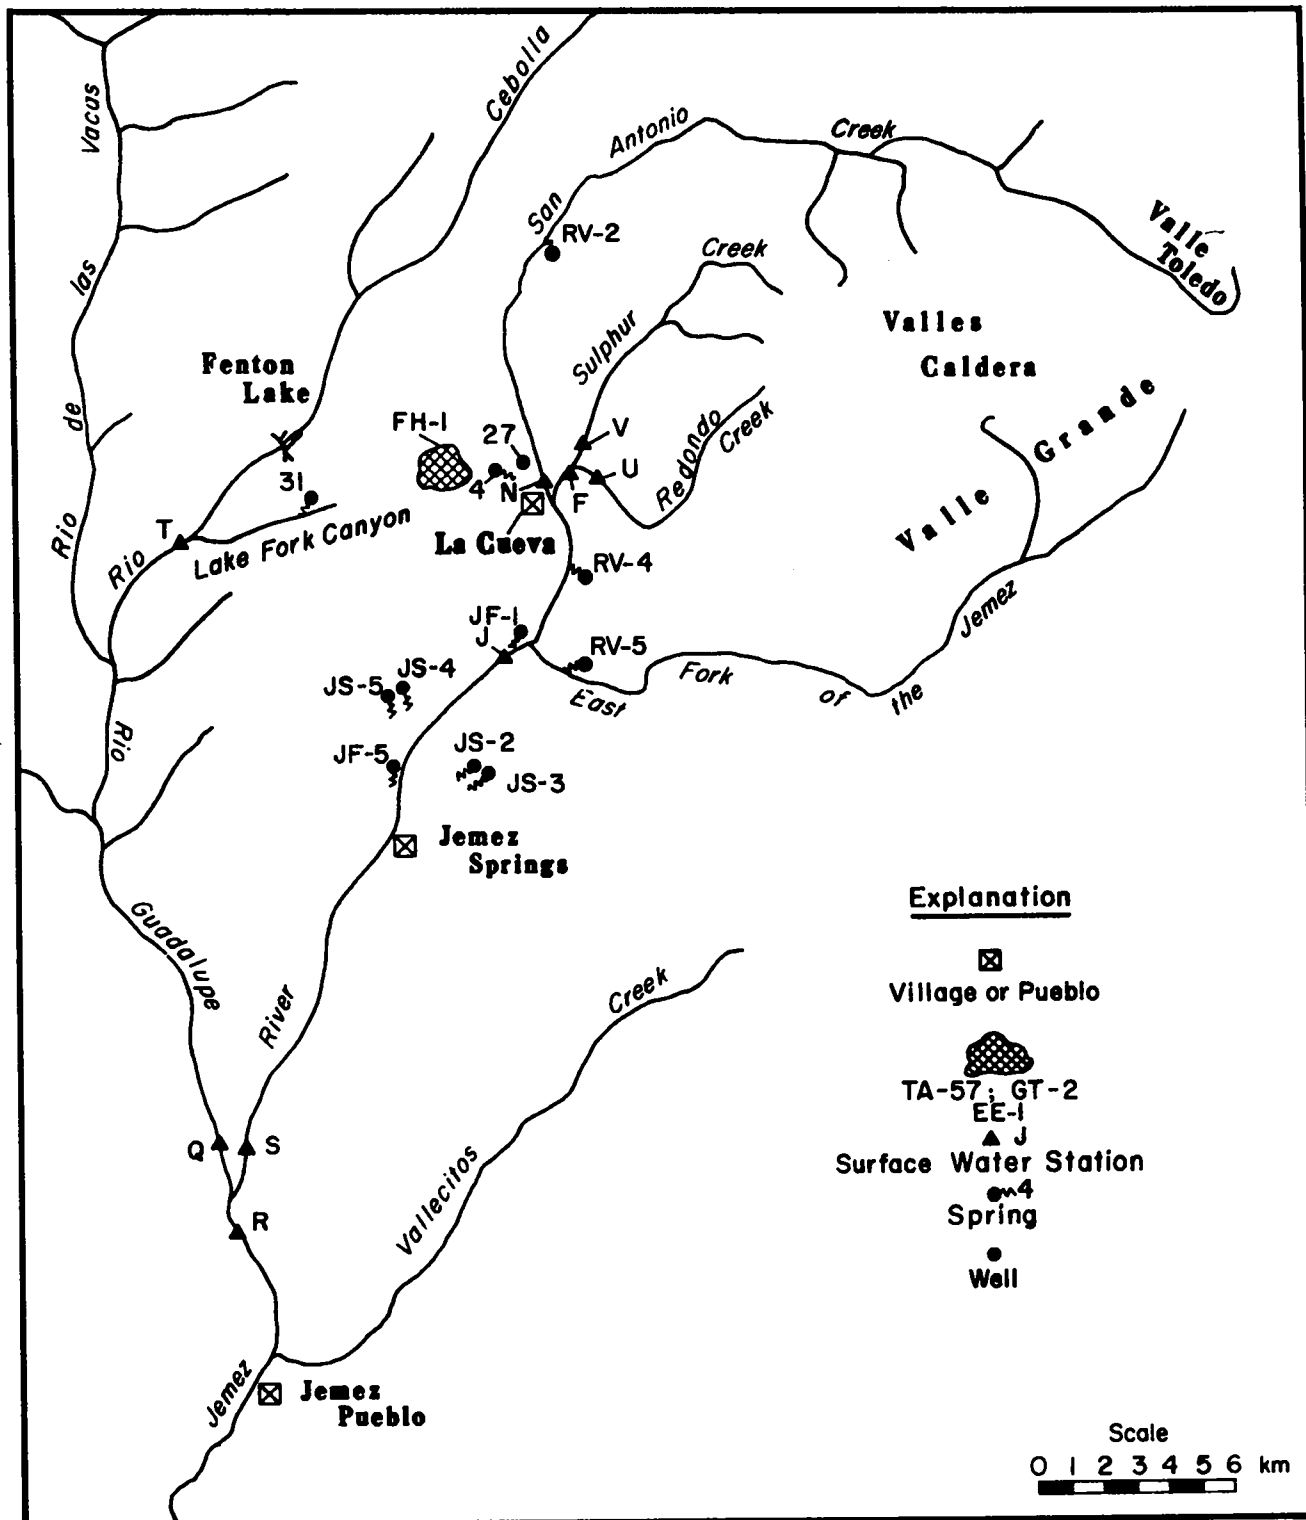 Vacas
las
de
Rio
Cebolla
San
Antonio
Creek
RV-2
Valle
Toledo
Creek
Sulphur
Valles
Caldera
Fenton
Lake
FH-1
27
V
4
N
U
F
Redondo
Creek
Valle
Grande
31
T
Rio
Lake Fork Canyon
La Cueva
RV-4
JF-1
J
RV-5
East
Fork
of
the
Jemez
JS-4
JS-5
JF-5
JS-2
JS-3
Rio
Guadalupe
Jemez
Springs
River
Creek
Vallecitos
Q
S
R
Jemez
Jemez
Pueblo
Explanation
Village or Pueblo
TA-57; GT-2
EE-1
J
Surface Water Station
4
Spring
Well
Scale
0 1 2 3 4 5 6 km